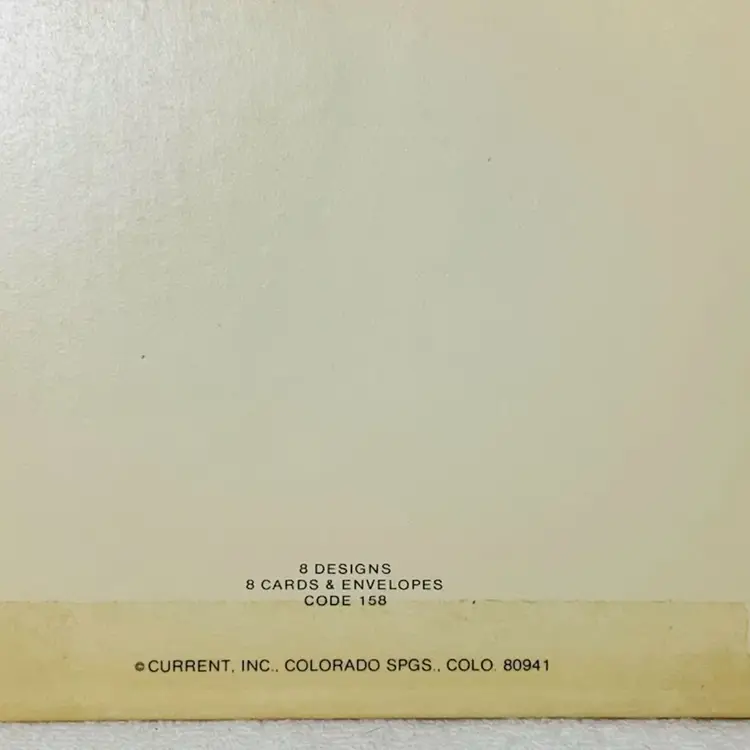 8 DESIGNS
8 CARDS & ENVELOPES
CODE 158
©CURRENT, INC., COLORADO SPGS., COLO. 80941